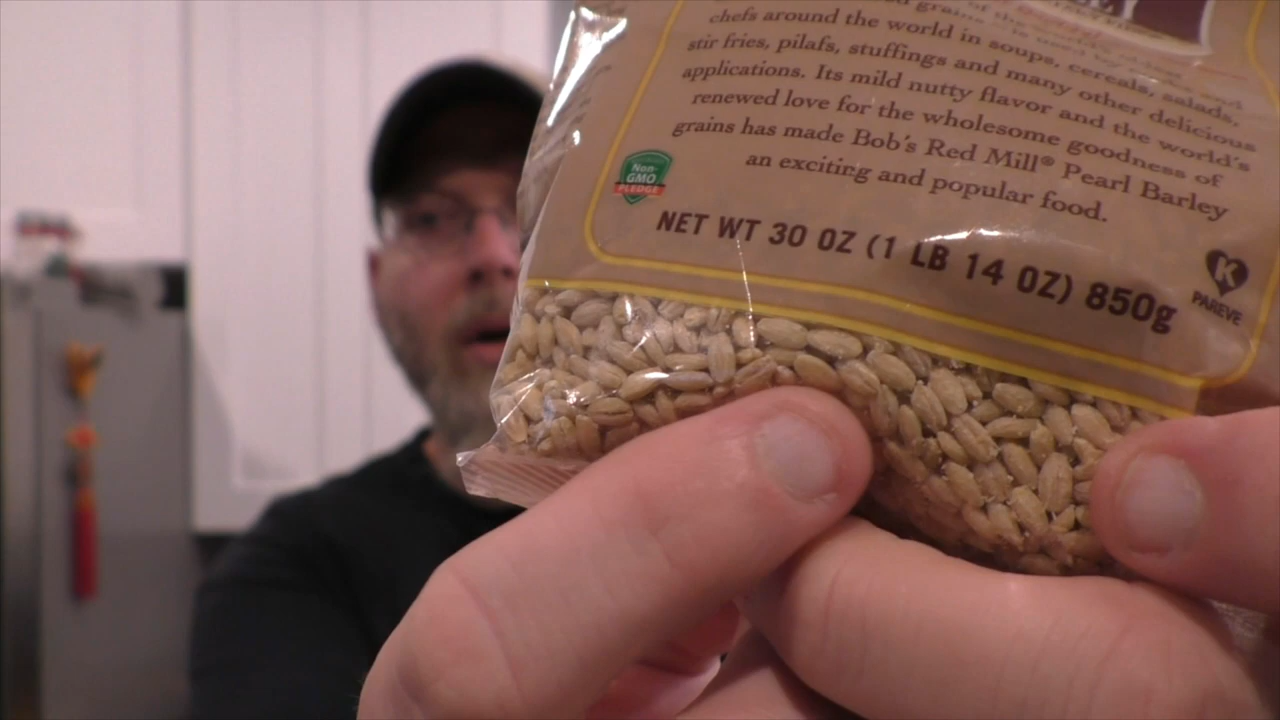 grains of the
chefs around the world in soups, cereals, salads,
stir fries, pilafs, stuffings and many other delicious
applications. Its mild nutty flavor and the world's
renewed love for the wholesome goodness of
grains has made Bob's Red Mill® Pearl Barley
an exciting and popular food.
Non-
GMO
PLEDGE
NET WT 30 OZ (1 LB 14 OZ) 850g
K
PAREVE